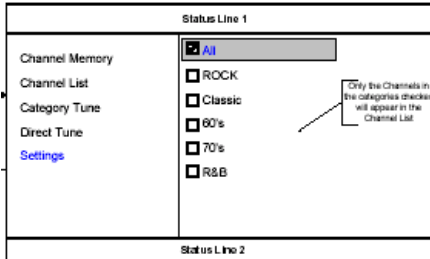 Status Line 1
Channel Memory
Channel List
Category Tune
Direct Tune
Settings
All
ROCK
Classic
60's
70's
R&B
Only the Channels in
the categories checked
will appear in the
Channel List
Status Line 2